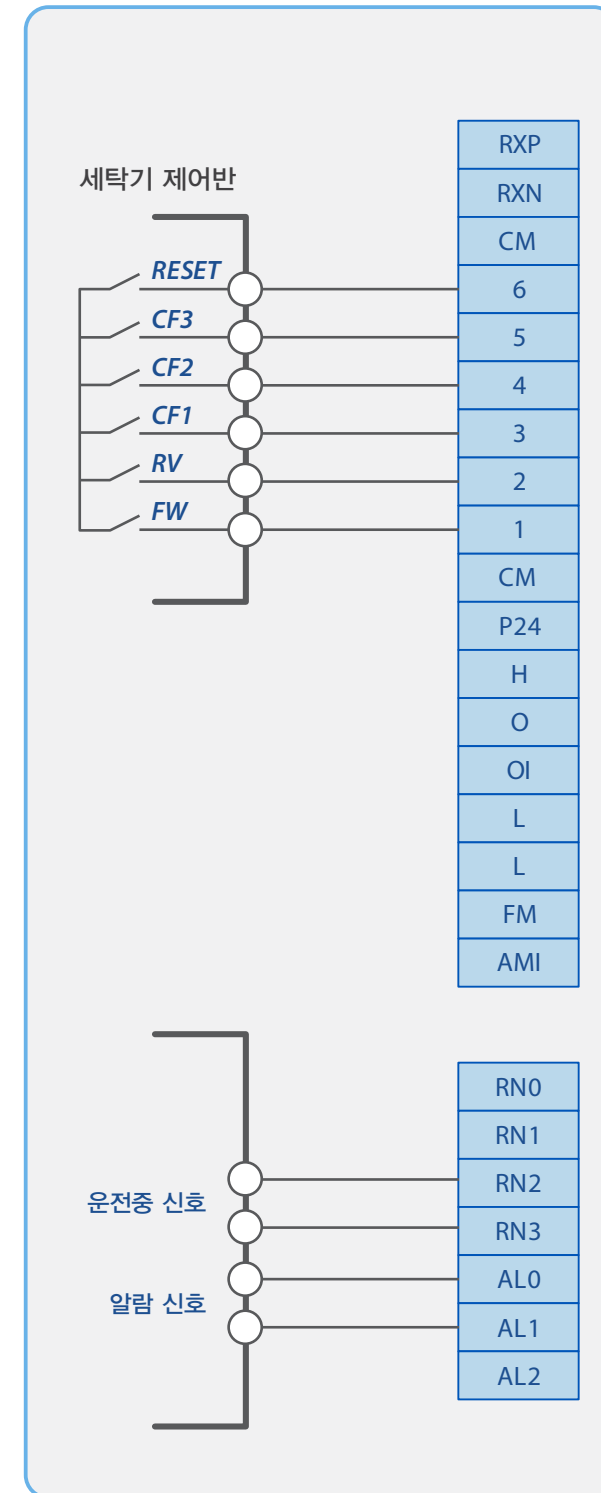 세탁기 제어반
RESET
CF3
CF2
CF1
RV
FW
RXP
RXN
CM
6
5
4
3
2
1
CM
P24
H
O
OI
L
L
FM
AMI
운전중 신호
알람 신호
RN0
RN1
RN2
RN3
AL0
AL1
AL2